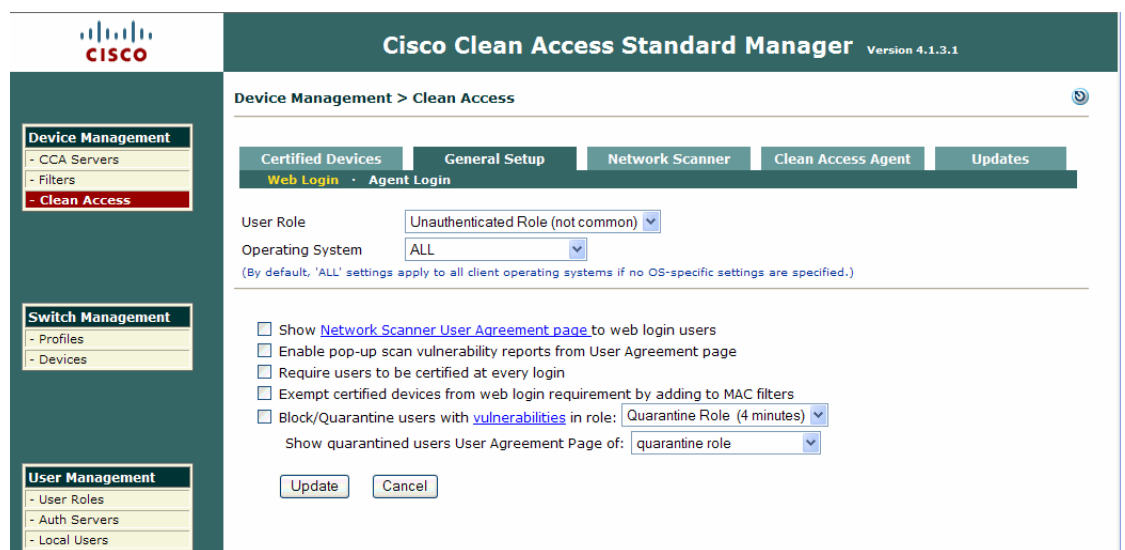 CISCO
Cisco Clean Access Standard Manager Version 4.1.3.1
Device Management > Clean Access
Device Management
- CCA Servers
- Filters
- Clean Access
Switch Management
- Profiles
- Devices
User Management
- User Roles
- Auth Servers
- Local Users
Certified Devices General Setup Network Scanner Clean Access Agent Updates
Web Login · Agent Login
User Role Unauthenticated Role (not common)
Operating System ALL
(By default, 'ALL' settings apply to all client operating systems if no OS-specific settings are specified.)
Show Network Scanner User Agreement page to web login users
Enable pop-up scan vulnerability reports from User Agreement page
Require users to be certified at every login
Exempt certified devices from web login requirement by adding to MAC filters
Block/Quarantine users with vulnerabilities in role: Quarantine Role (4 minutes)
Show quarantined users User Agreement Page of: quarantine role
Update Cancel